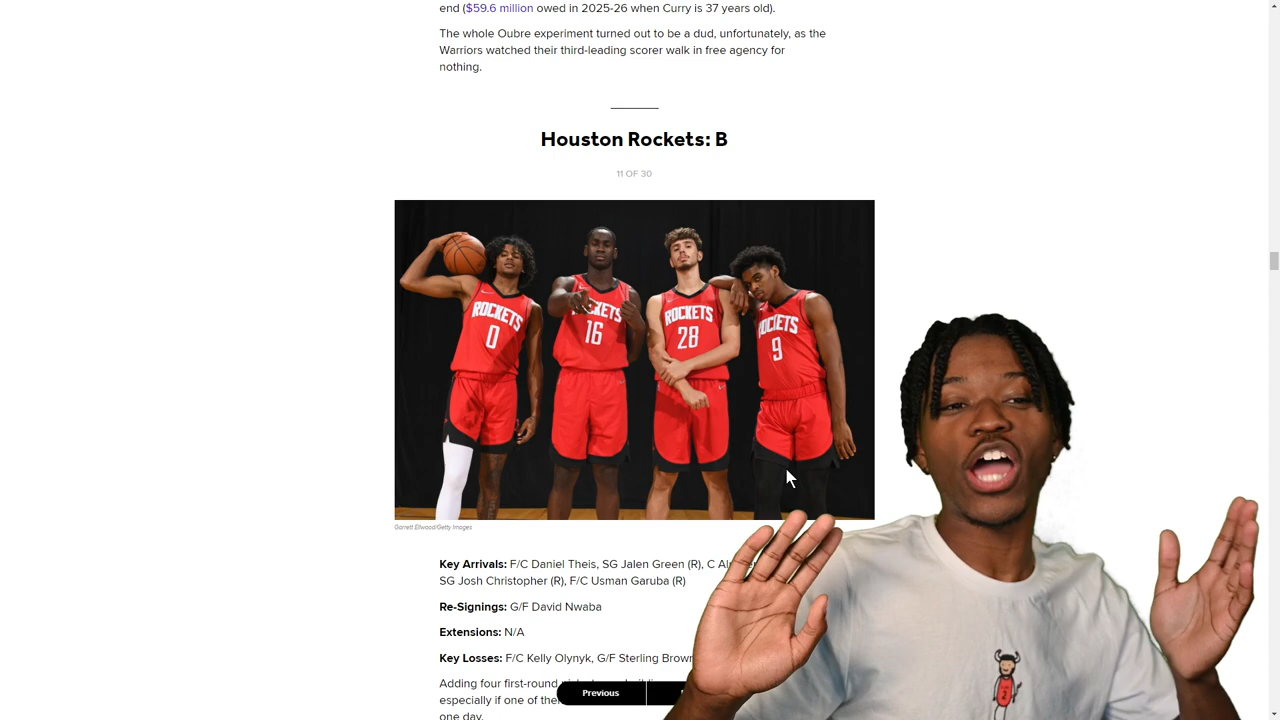 end ($59.6 million owed in 2025-26 when Curry is 37 years old).
The whole Oubre experiment turned out to be a dud, unfortunately, as the
Warriors watched their third-leading scorer walk in free agency for
nothing.
Houston Rockets: B
11 OF 30
ROCKETS
0
16
ROCKETS
28
9
Garrett Ellwood/Getty Images
Key Arrivals: F/C Daniel Theis, SG Jalen Green (R), C
SG Josh Christopher (R), F/C Usman Garuba (R)
Re-Signings: G/F David Nwaba
Extensions: N/A
Key Losses: F/C Kelly Olynyk, G/F Sterling Brown
Adding four first-round
especially if one of
one day.
Previous
2